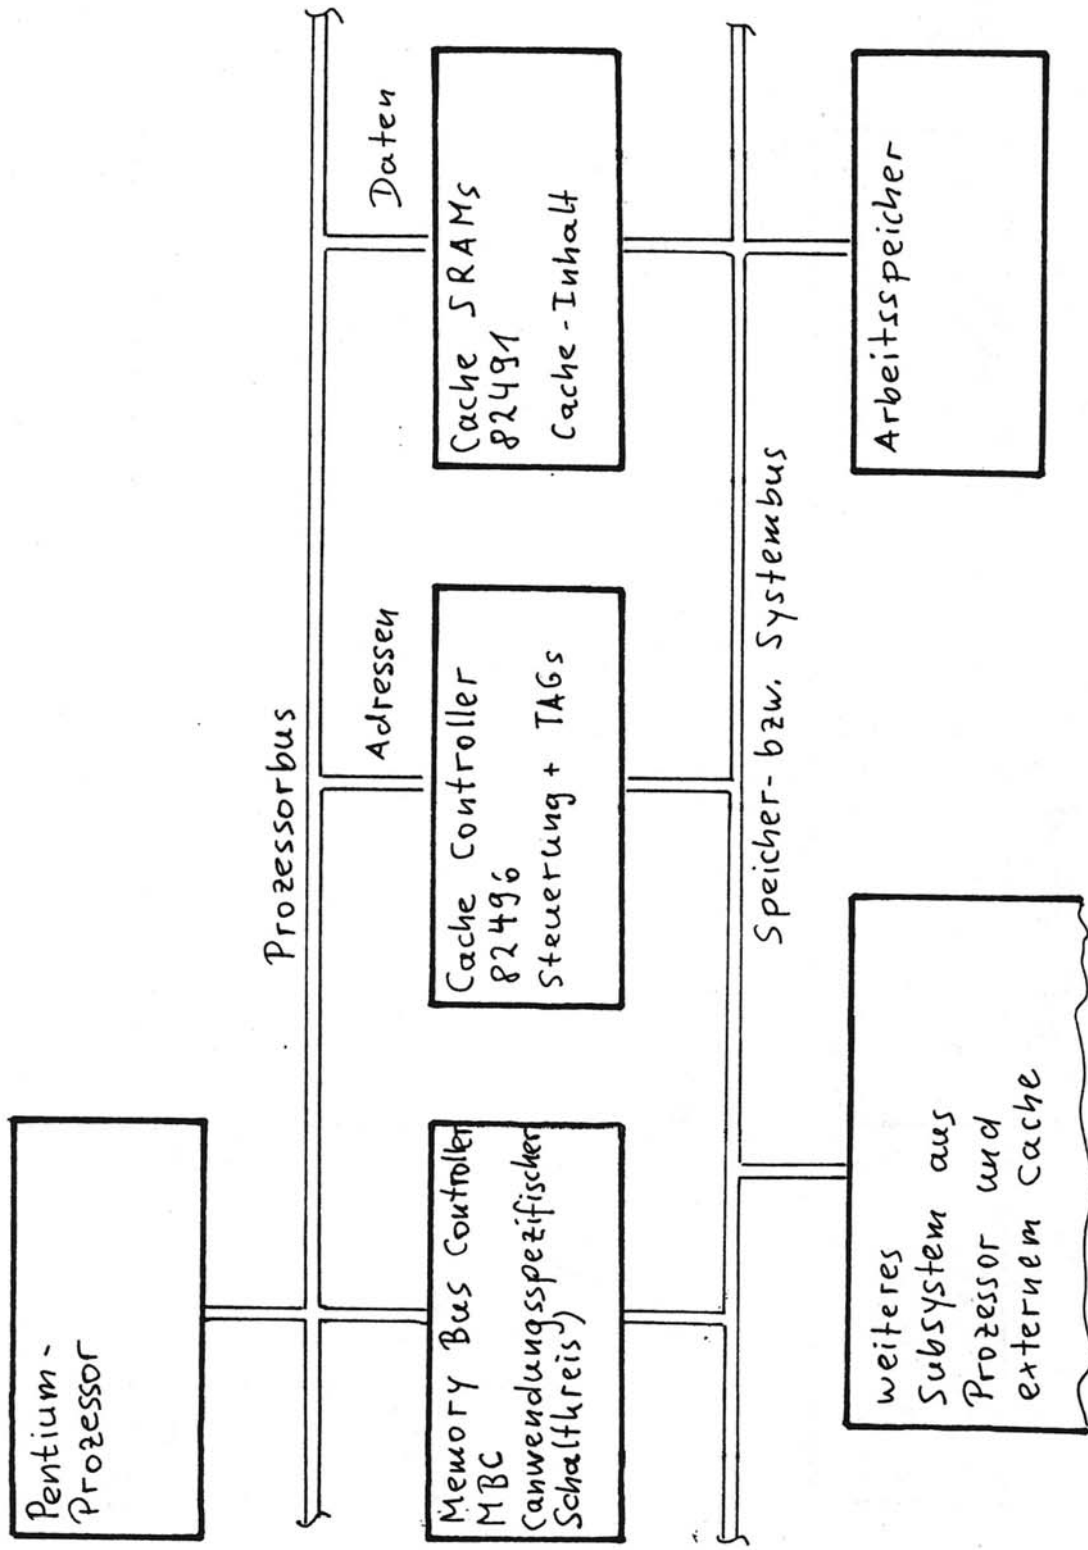 Pentium-
Prozessor
Prozessorbus
Adressen
Daten
Memory Bus Controller
MBC
(anwendungsspezifischer
Schaltkreis)
Cache Controller
82496
Steuerung + TAGs
Cache SRAMs
82491
Cache-Inhalt
Speicher- bzw. Systembus
weiteres
Subsystem aus
Prozessor und
externem Cache
Arbeitsspeicher